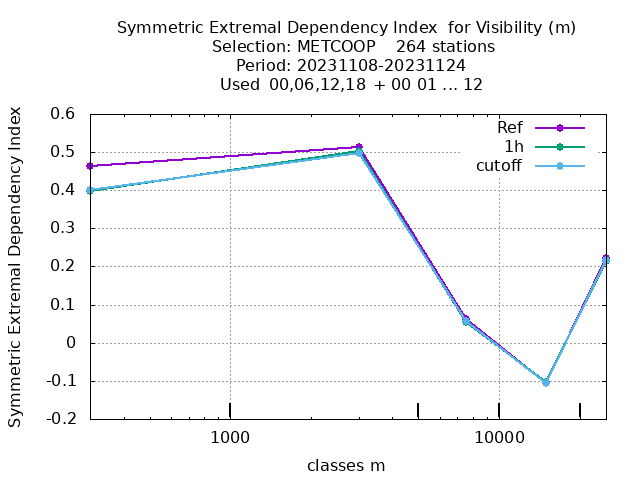 Symmetric Extremal Dependency Index  for Visibility (m)
Selection: METCOOP    264 stations
Period: 20231108-20231124
Used  00,06,12,18  + 00 01 ... 12
Symmetric Extremal Dependency Index
0.6
0.5
0.4
0.3
0.2
0.1
0
-0.1
-0.2
Ref
1h
cutoff
1000
10000
classes m